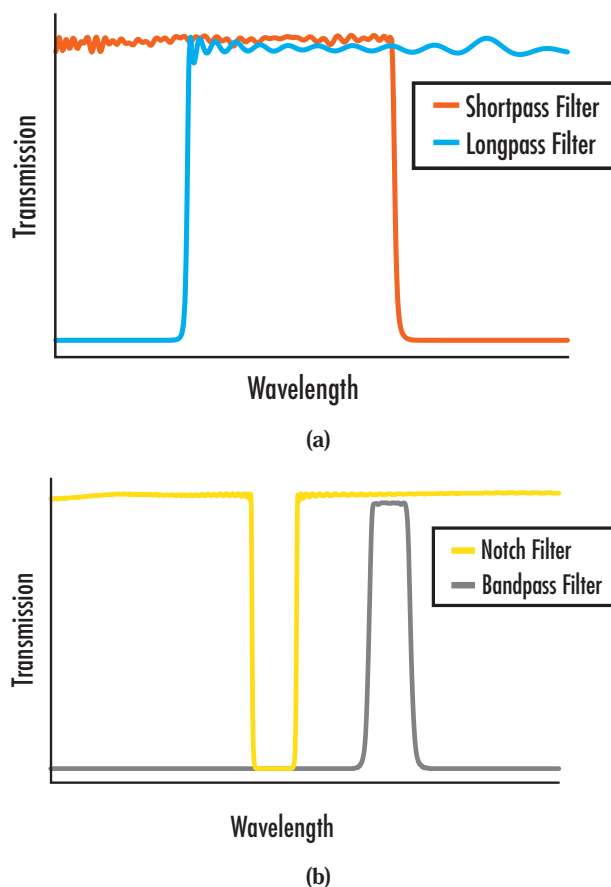 Transmission
Shortpass Filter
Longpass Filter
Wavelength
(a)
Transmission
Notch Filter
Bandpass Filter
Wavelength
(b)